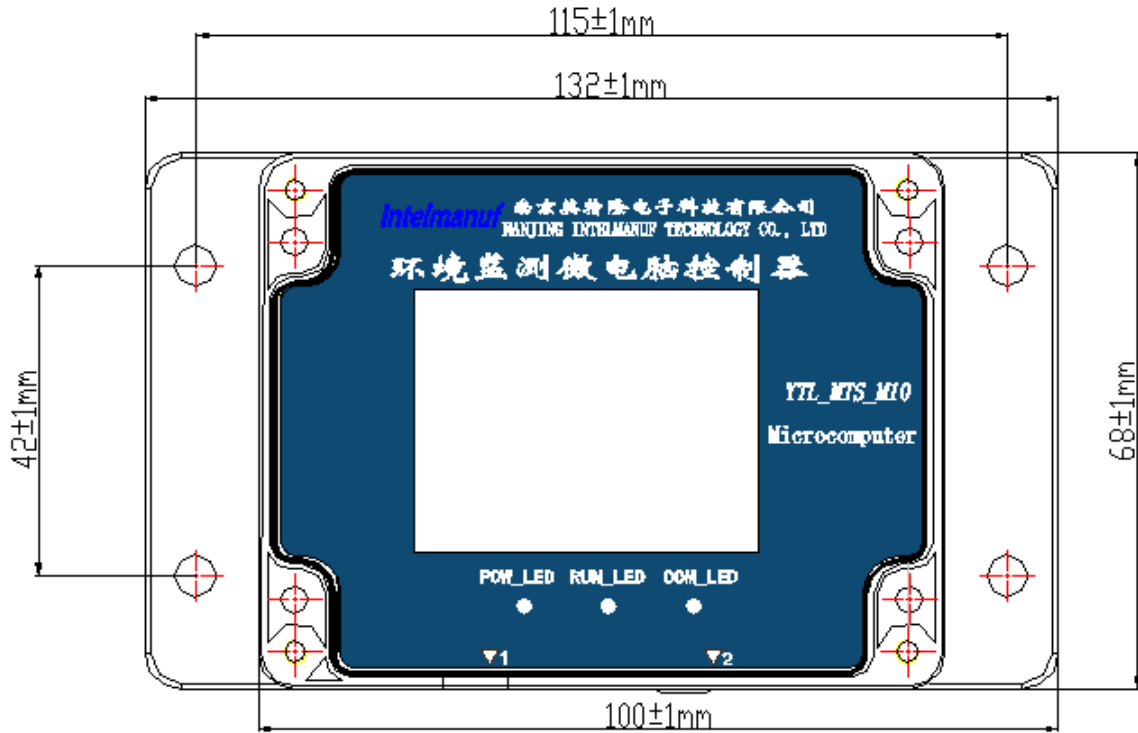 115±1mm
132±1mm
Intelmanuf 南京英特隆电子科技有限公司
NANJING INTELMANUF TECHNOLOGY CO., LTD
环境监测微电脑控制器
42±1mm
68±1mm
YTL_MTS_M10
Microcomputer
POW_LED RUN_LED COM_LED
1 2
100±1mm